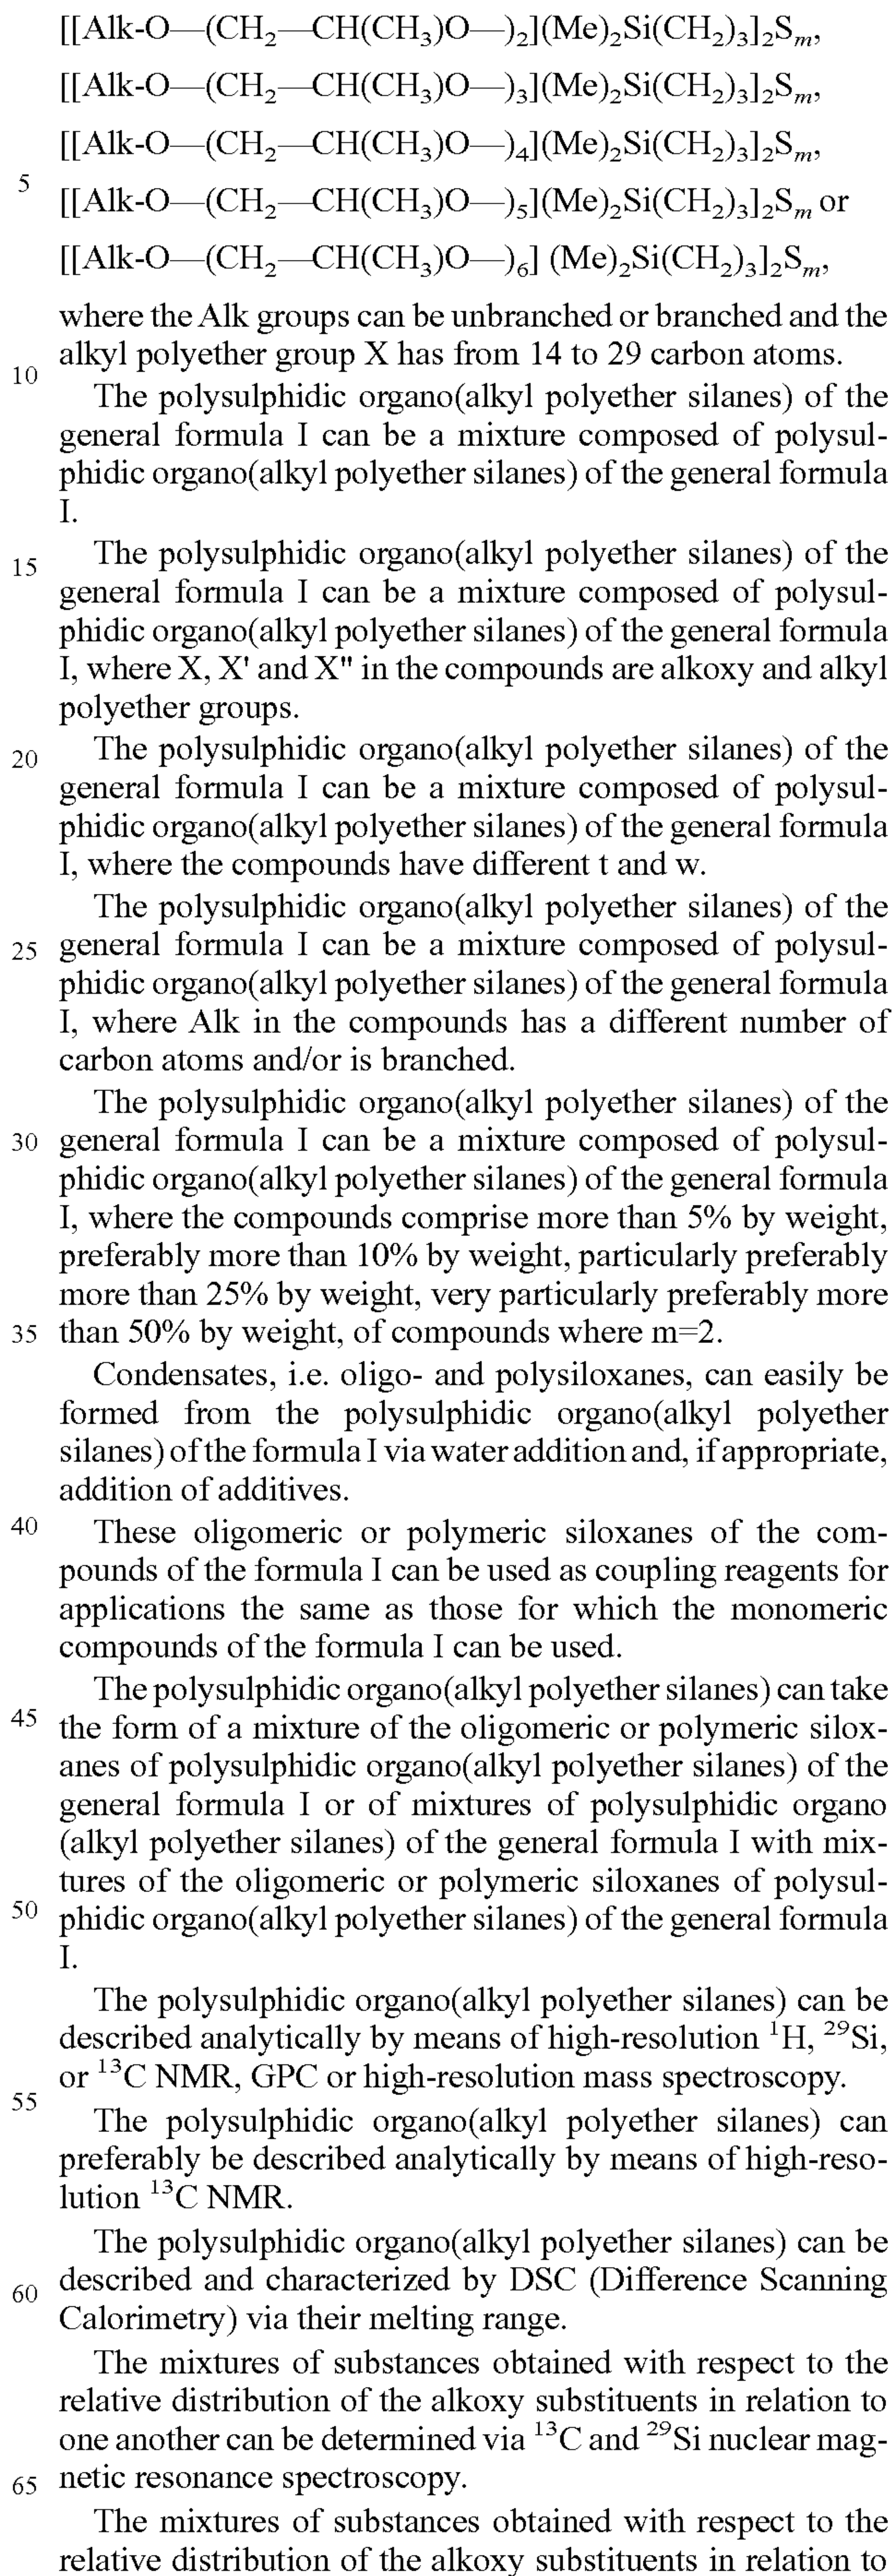 [[Alk-O—(CH₂—CH(CH₃)O—)₂](Me)₂Si(CH₂)₃]₂Sₘ,
[[Alk-O—(CH₂—CH(CH₃)O—)₃](Me)₂Si(CH₂)₃]₂Sₘ,
[[Alk-O—(CH₂—CH(CH₃)O—)₄](Me)₂Si(CH₂)₃]₂Sₘ,
5
[[Alk-O—(CH₂—CH(CH₃)O—)₅](Me)₂Si(CH₂)₃]₂Sₘ or
[[Alk-O—(CH₂—CH(CH₃)O—)₆] (Me)₂Si(CH₂)₃]₂Sₘ,
where the Alk groups can be unbranched or branched and the
alkyl polyether group X has from 14 to 29 carbon atoms.
10
The polysulphidic organo(alkyl polyether silanes) of the
general formula I can be a mixture composed of polysul-
phidic organo(alkyl polyether silanes) of the general formula
I.
The polysulphidic organo(alkyl polyether silanes) of the
15 general formula I can be a mixture composed of polysul-
phidic organo(alkyl polyether silanes) of the general formula
I, where X, X' and X" in the compounds are alkoxy and alkyl
polyether groups.
The polysulphidic organo(alkyl polyether silanes) of the
20 general formula I can be a mixture composed of polysul-
phidic organo(alkyl polyether silanes) of the general formula
I, where the compounds have different t and w.
The polysulphidic organo(alkyl polyether silanes) of the
25 general formula I can be a mixture composed of polysul-
phidic organo(alkyl polyether silanes) of the general formula
I, where Alk in the compounds has a different number of
carbon atoms and/or is branched.
The polysulphidic organo(alkyl polyether silanes) of the
30 general formula I can be a mixture composed of polysul-
phidic organo(alkyl polyether silanes) of the general formula
I, where the compounds comprise more than 5% by weight,
preferably more than 10% by weight, particularly preferably
more than 25% by weight, very particularly preferably more
35 than 50% by weight, of compounds where m=2.
Condensates, i.e. oligo- and polysiloxanes, can easily be
formed from the polysulphidic organo(alkyl polyether
silanes) of the formula I via water addition and, if appropriate,
addition of additives.
40 These oligomeric or polymeric siloxanes of the com-
pounds of the formula I can be used as coupling reagents for
applications the same as those for which the monomeric
compounds of the formula I can be used.
The polysulphidic organo(alkyl polyether silanes) can take
45 the form of a mixture of the oligomeric or polymeric silox-
anes of polysulphidic organo(alkyl polyether silanes) of the
general formula I or of mixtures of polysulphidic organo
(alkyl polyether silanes) of the general formula I with mix-
tures of the oligomeric or polymeric siloxanes of polysul-
50 phidic organo(alkyl polyether silanes) of the general formula
I.
The polysulphidic organo(alkyl polyether silanes) can be
described analytically by means of high-resolution ¹H, ²⁹Si,
or ¹³C NMR, GPC or high-resolution mass spectroscopy.
55
The polysulphidic organo(alkyl polyether silanes) can
preferably be described analytically by means of high-reso-
lution ¹³C NMR.
The polysulphidic organo(alkyl polyether silanes) can be
60 described and characterized by DSC (Difference Scanning
Calorimetry) via their melting range.
The mixtures of substances obtained with respect to the
relative distribution of the alkoxy substituents in relation to
one another can be determined via ¹³C and ²⁹Si nuclear mag-
65 netic resonance spectroscopy.
The mixtures of substances obtained with respect to the
relative distribution of the alkoxy substituents in relation to